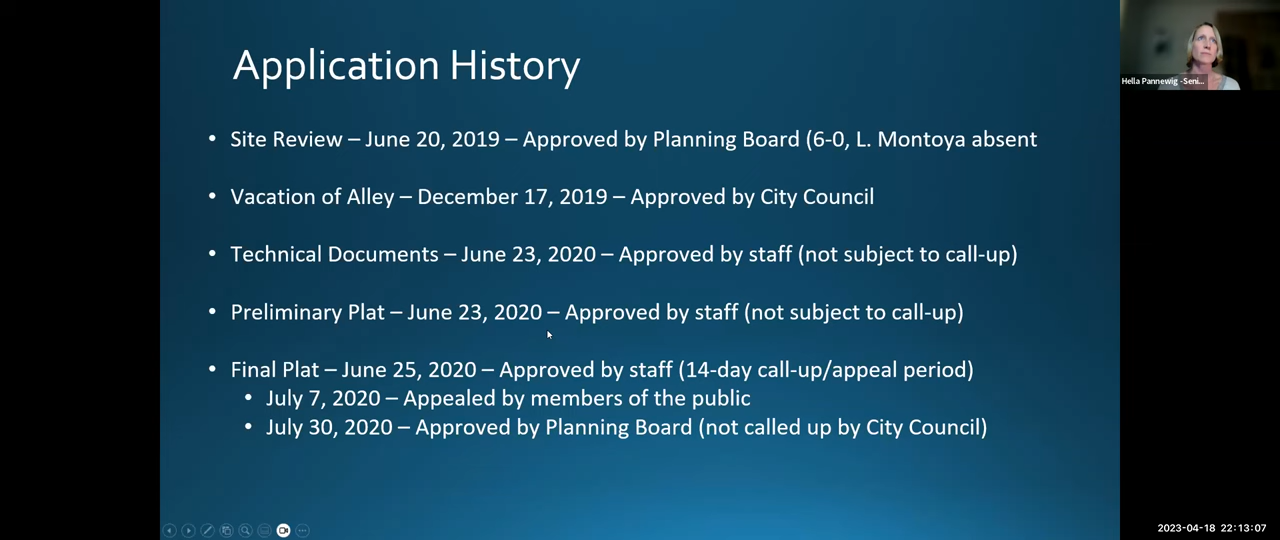 Application History
Hella Pannewig -Seni...
• Site Review – June 20, 2019 – Approved by Planning Board (6-0, L. Montoya absent
• Vacation of Alley – December 17, 2019 – Approved by City Council
• Technical Documents – June 23, 2020 – Approved by staff (not subject to call-up)
• Preliminary Plat – June 23, 2020 – Approved by staff (not subject to call-up)
• Final Plat – June 25, 2020 – Approved by staff (14-day call-up/appeal period)
• July 7, 2020 – Appealed by members of the public
• July 30, 2020 – Approved by Planning Board (not called up by City Council)
2023-04-18 22:13:07